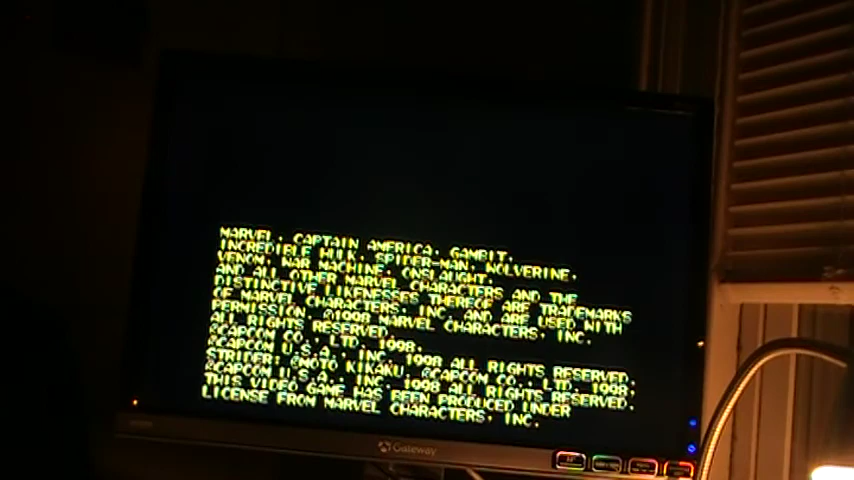 MARVEL, CAPTAIN AMERICA, GAMBIT,
INCREDIBLE HULK, SPIDER-MAN, WOLVERINE,
VENOM, WAR MACHINE, ONSLAUGHT,
AND ALL OTHER MARVEL CHARACTERS AND THE
DISTINCTIVE LIKENESSES THEREOF ARE TRADEMARKS
OF MARVEL CHARACTERS, INC. AND ARE USED WITH
PERMISSION. ©1998 MARVEL CHARACTERS, INC.
ALL RIGHTS RESERVED.
©CAPCOM CO., LTD. 1998,
©CAPCOM U.S.A., INC. 1998 ALL RIGHTS RESERVED.
STRIDER: ©MOTO KIKAKU, ©CAPCOM CO., LTD. 1998,
©CAPCOM U.S.A., INC. 1998 ALL RIGHTS RESERVED.
THIS VIDEO GAME HAS BEEN PRODUCED UNDER
LICENSE FROM MARVEL CHARACTERS, INC.
Gateway